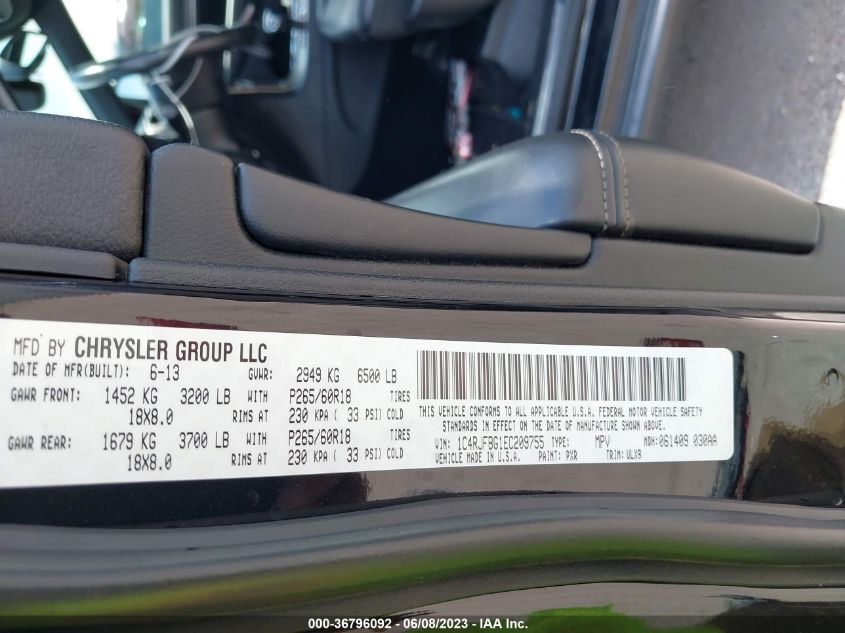 MFD BY CHRYSLER GROUP LLC
DATE OF MFR(BUILT): 6-13 GVWR: 2949 KG 6500 LB
GAWR FRONT: 1452 KG 3200 LB WITH P265/60R18 TIRES
18X8.0 RIMS AT 230 KPA ( 33 PSI) COLD
GAWR REAR: 1679 KG 3700 LB WITH P265/60R18 TIRES
18X8.0 RIMS AT 230 KPA ( 33 PSI) COLD
THIS VEHICLE CONFORMS TO ALL APPLICABLE U.S.A. FEDERAL MOTOR VEHICLE SAFETY
STANDARDS IN EFFECT ON THE DATE OF MANUFACTURE SHOWN ABOVE.
VIN: 1C4RJFBG1EC209755 TYPE: MPV MDH: 061409 030AA
VEHICLE MADE IN U.S.A. PAINT: PXR TRIM: ULX9
000-36796092 - 06/08/2023 - IAA Inc.